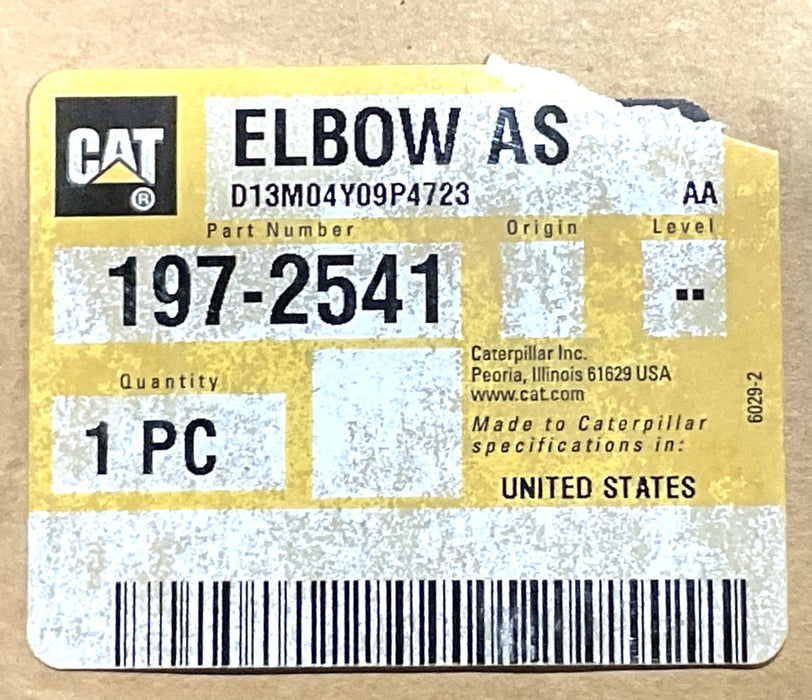 CAT
®
ELBOW AS
D13M04Y09P4723 AA
Part Number Origin Level
197-2541 --
Caterpillar Inc.
Peoria, Illinois 61629 USA
www.cat.com
Quantity
1 PC
Made to Caterpillar
specifications in:
UNITED STATES
6029-2